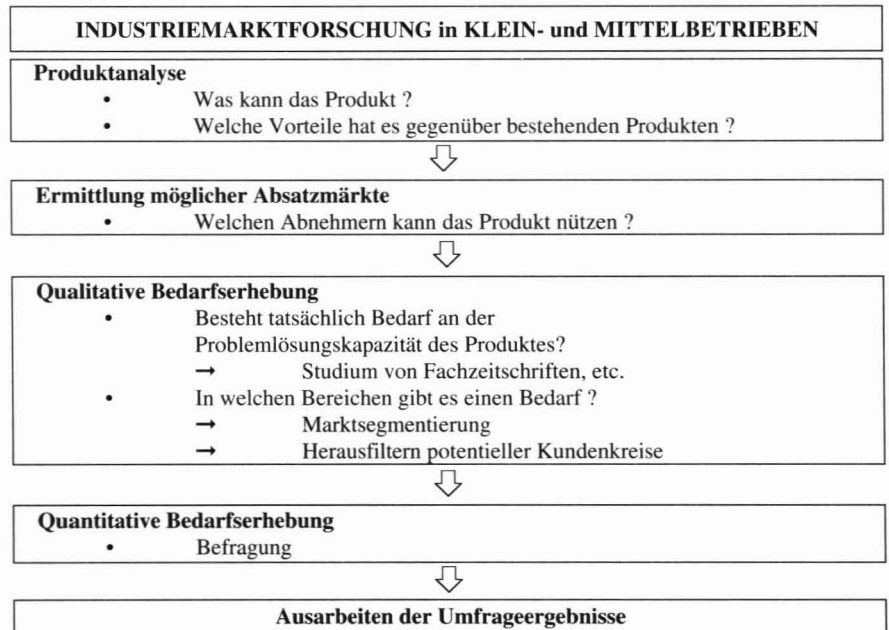 INDUSTRIEMARKTFORSCHUNG in KLEIN- und MITTELBETRIEBEN
Produktanalyse
• Was kann das Produkt ?
• Welche Vorteile hat es gegenüber bestehenden Produkten ?
Ermittlung möglicher Absatzmärkte
• Welchen Abnehmern kann das Produkt nützen ?
Qualitative Bedarfserhebung
• Besteht tatsächlich Bedarf an der
Problemlösungskapazität des Produktes?
→ Studium von Fachzeitschriften, etc.
• In welchen Bereichen gibt es einen Bedarf ?
→ Marktsegmentierung
→ Herausfiltern potentieller Kundenkreise
Quantitative Bedarfserhebung
• Befragung
Ausarbeiten der Umfrageergebnisse